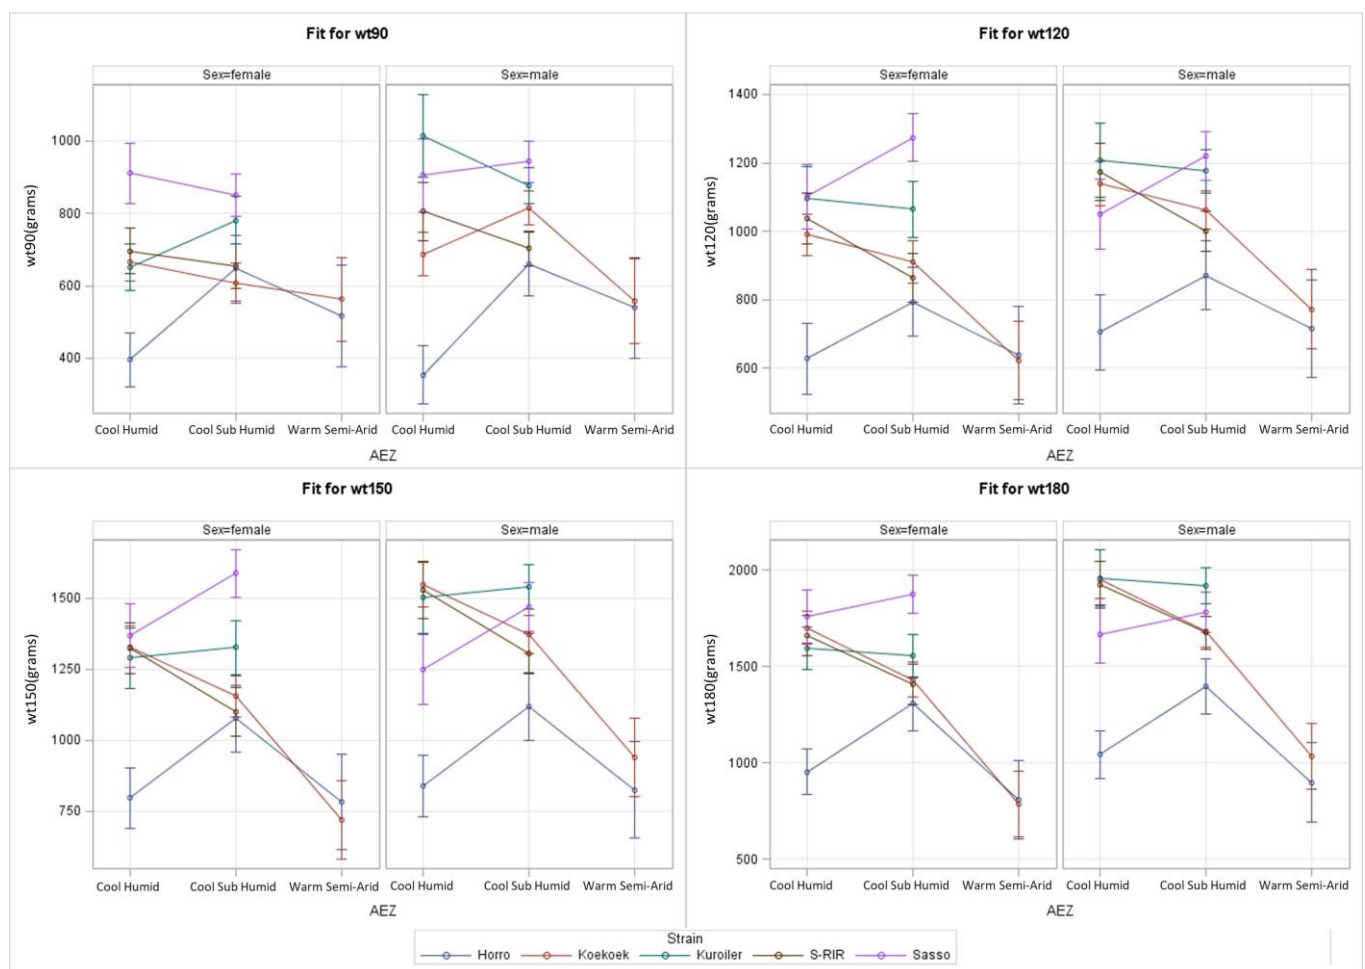 Fit for wt90
Sex=female
Sex=male
wt90(grams)
1000
800
600
400
Cool Humid
Cool Sub Humid
Warm Semi-Arid
Cool Humid
Cool Sub Humid
Warm Semi-Arid
AEZ
Fit for wt120
Sex=female
Sex=male
wt120(grams)
1400
1200
1000
800
600
Cool Humid
Cool Sub Humid
Warm Semi-Arid
Cool Humid
Cool Sub Humid
Warm Semi-Arid
AEZ
Fit for wt150
Sex=female
Sex=male
wt150(grams)
1500
1250
1000
750
Cool Humid
Cool Sub Humid
Warm Semi-Arid
Cool Humid
Cool Sub Humid
Warm Semi-Arid
AEZ
Fit for wt180
Sex=female
Sex=male
wt180(grams)
2000
1500
1000
500
Cool Humid
Cool Sub Humid
Warm Semi-Arid
Cool Humid
Cool Sub Humid
Warm Semi-Arid
AEZ
Strain
Horro Koekoek Kuroiler S-RIR Sasso